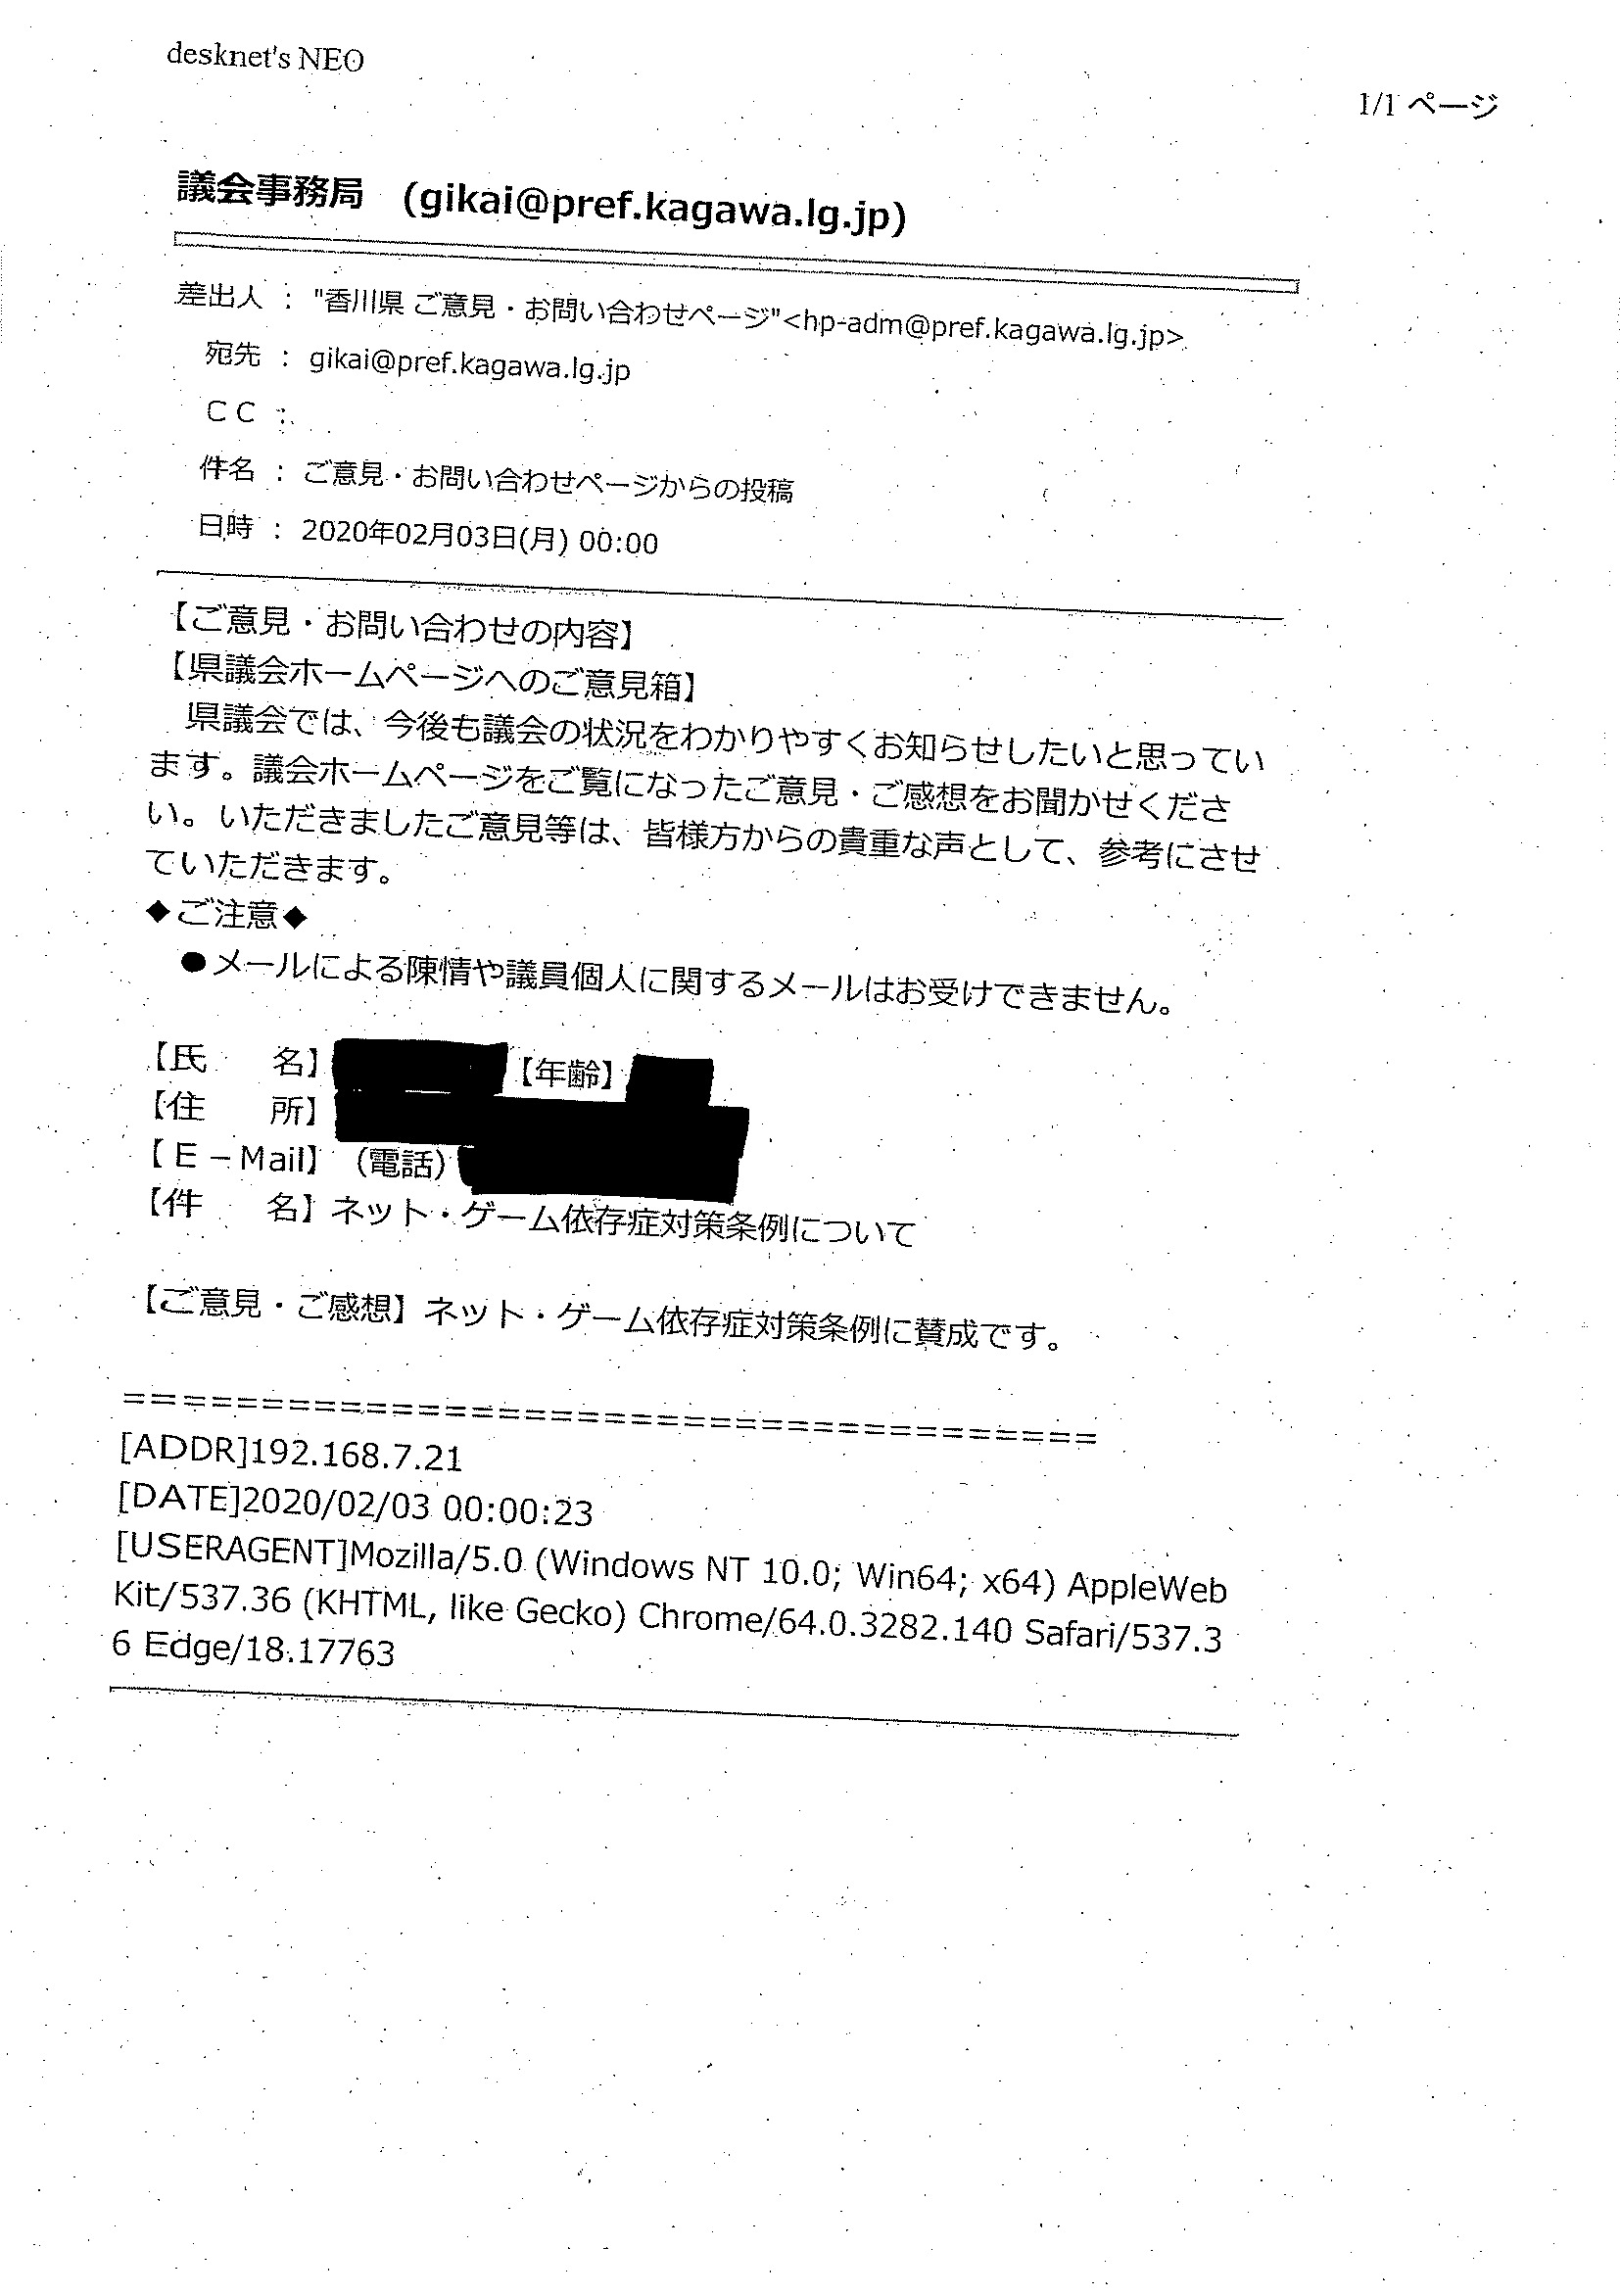 desknet's NEO
1/1 ページ
議会事務局　(gikai@pref.kagawa.lg.jp)
差出人 ： "香川県 ご意見・お問い合わせページ"<hp-adm@pref.kagawa.lg.jp>
宛先 ： gikai@pref.kagawa.lg.jp
ＣＣ ：
件名 ： ご意見・お問い合わせページからの投稿
日時 ： 2020年02月03日(月) 00:00
【ご意見・お問い合わせの内容】
【県議会ホームページへのご意見箱】
　県議会では、今後も議会の状況をわかりやすくお知らせしたいと思ってい
ます。議会ホームページをご覧になったご意見・ご感想をお聞かせくださ
い。いただきましたご意見等は、皆様方からの貴重な声として、参考にさせ
ていただきます。
◆ご注意◆
　●メールによる陳情や議員個人に関するメールはお受けできません。
【氏　　名】 【年齢】
【住　　所】
【Ｅ－Mail】（電話）
【件　　名】ネット・ゲーム依存症対策条例について
【ご意見・ご感想】ネット・ゲーム依存症対策条例に賛成です。
======================================
[ADDR]192.168.7.21
[DATE]2020/02/03 00:00:23
[USERAGENT]Mozilla/5.0 (Windows NT 10.0; Win64; x64) AppleWeb
Kit/537.36 (KHTML, like Gecko) Chrome/64.0.3282.140 Safari/537.3
6 Edge/18.17763